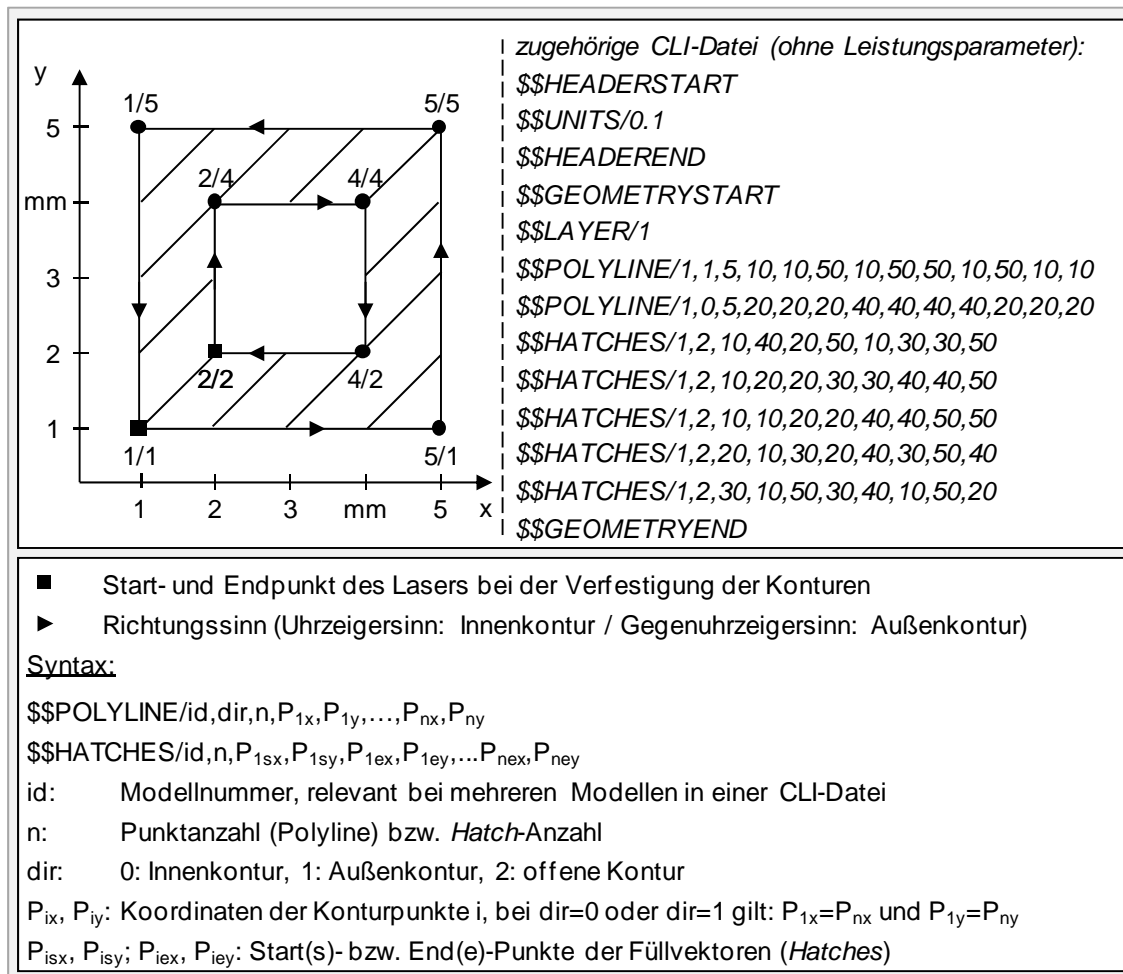 y
1/5
5/5
5
2/4
4/4
mm
3
2
2/2
4/2
1
1/1
5/1
1 2 3 mm 5 x
zugehörige CLI-Datei (ohne Leistungsparameter):
$$HEADERSTART
$$UNITS/0.1
$$HEADEREND
$$GEOMETRYSTART
$$LAYER/1
$$POLYLINE/1,1,5,10,10,50,10,50,50,10,50,10,10
$$POLYLINE/1,0,5,20,20,20,40,40,40,40,20,20,20
$$HATCHES/1,2,10,40,20,50,10,30,30,50
$$HATCHES/1,2,10,20,20,30,30,40,40,50
$$HATCHES/1,2,10,10,20,20,40,40,50,50
$$HATCHES/1,2,20,10,30,20,40,30,50,40
$$HATCHES/1,2,30,10,50,30,40,10,50,20
$$GEOMETRYEND
Start- und Endpunkt des Lasers bei der Verfestigung der Konturen
Richtungssinn (Uhrzeigersinn: Innenkontur / Gegenuhrzeigersinn: Außenkontur)
Syntax:
$$POLYLINE/id,dir,n,P1x,P1y,…,Pnx,Pny
$$HATCHES/id,n,P1sx,P1sy,P1ex,P1ey,...Pnex,Pney
id: Modellnummer, relevant bei mehreren Modellen in einer CLI-Datei
n: Punktanzahl (Polyline) bzw. Hatch-Anzahl
dir: 0: Innenkontur, 1: Außenkontur, 2: offene Kontur
Pix, Piy: Koordinaten der Konturpunkte i, bei dir=0 oder dir=1 gilt: P1x=Pnx und P1y=Pny
Pisx, Pisy; Piex, Piey: Start(s)- bzw. End(e)-Punkte der Füllvektoren (Hatches)